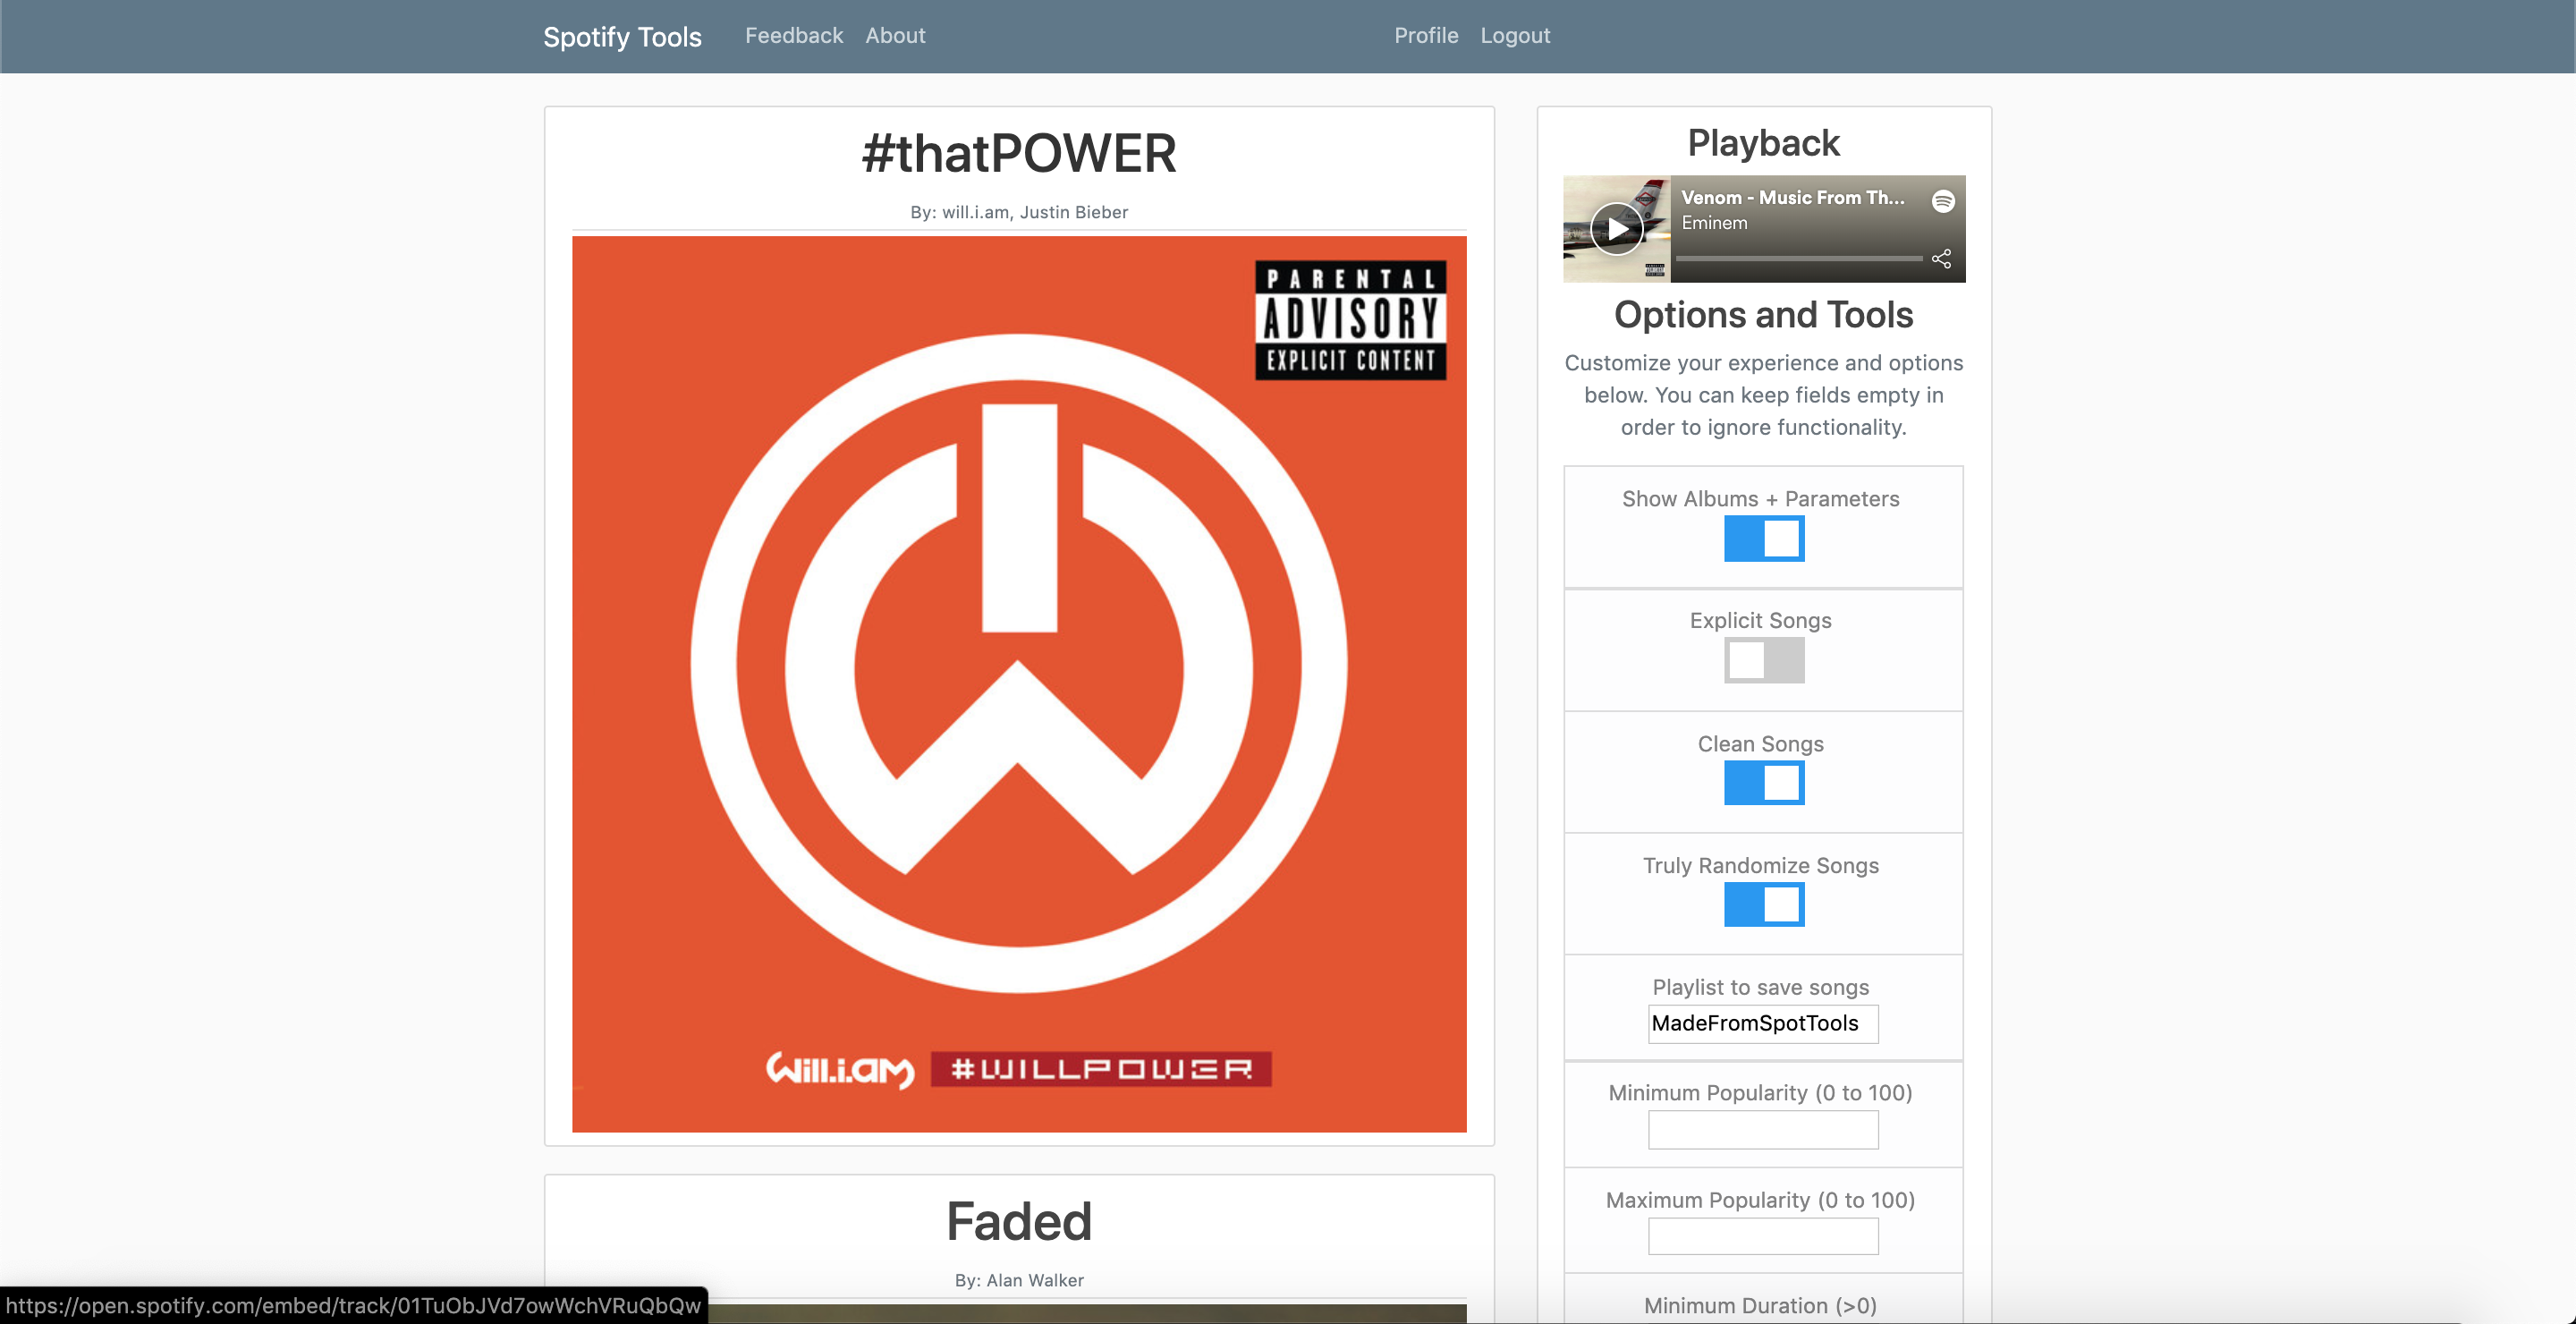 Spotify Tools
Feedback
About
Profile
Logout
#thatPOWER
By: will.i.am, Justin Bieber
PARENTAL
ADVISORY
EXPLICIT CONTENT
will.i.am
#WILLPOWER
Faded
By: Alan Walker
Playback
Venom - Music From Th...
Eminem
Options and Tools
Customize your experience and options
below. You can keep fields empty in
order to ignore functionality.
Show Albums + Parameters
Explicit Songs
Clean Songs
Truly Randomize Songs
Playlist to save songs
MadeFromSpotTools
Minimum Popularity (0 to 100)
Maximum Popularity (0 to 100)
Minimum Duration (>0)
https://open.spotify.com/embed/track/01TuObJVd7owWchVRuQbQw